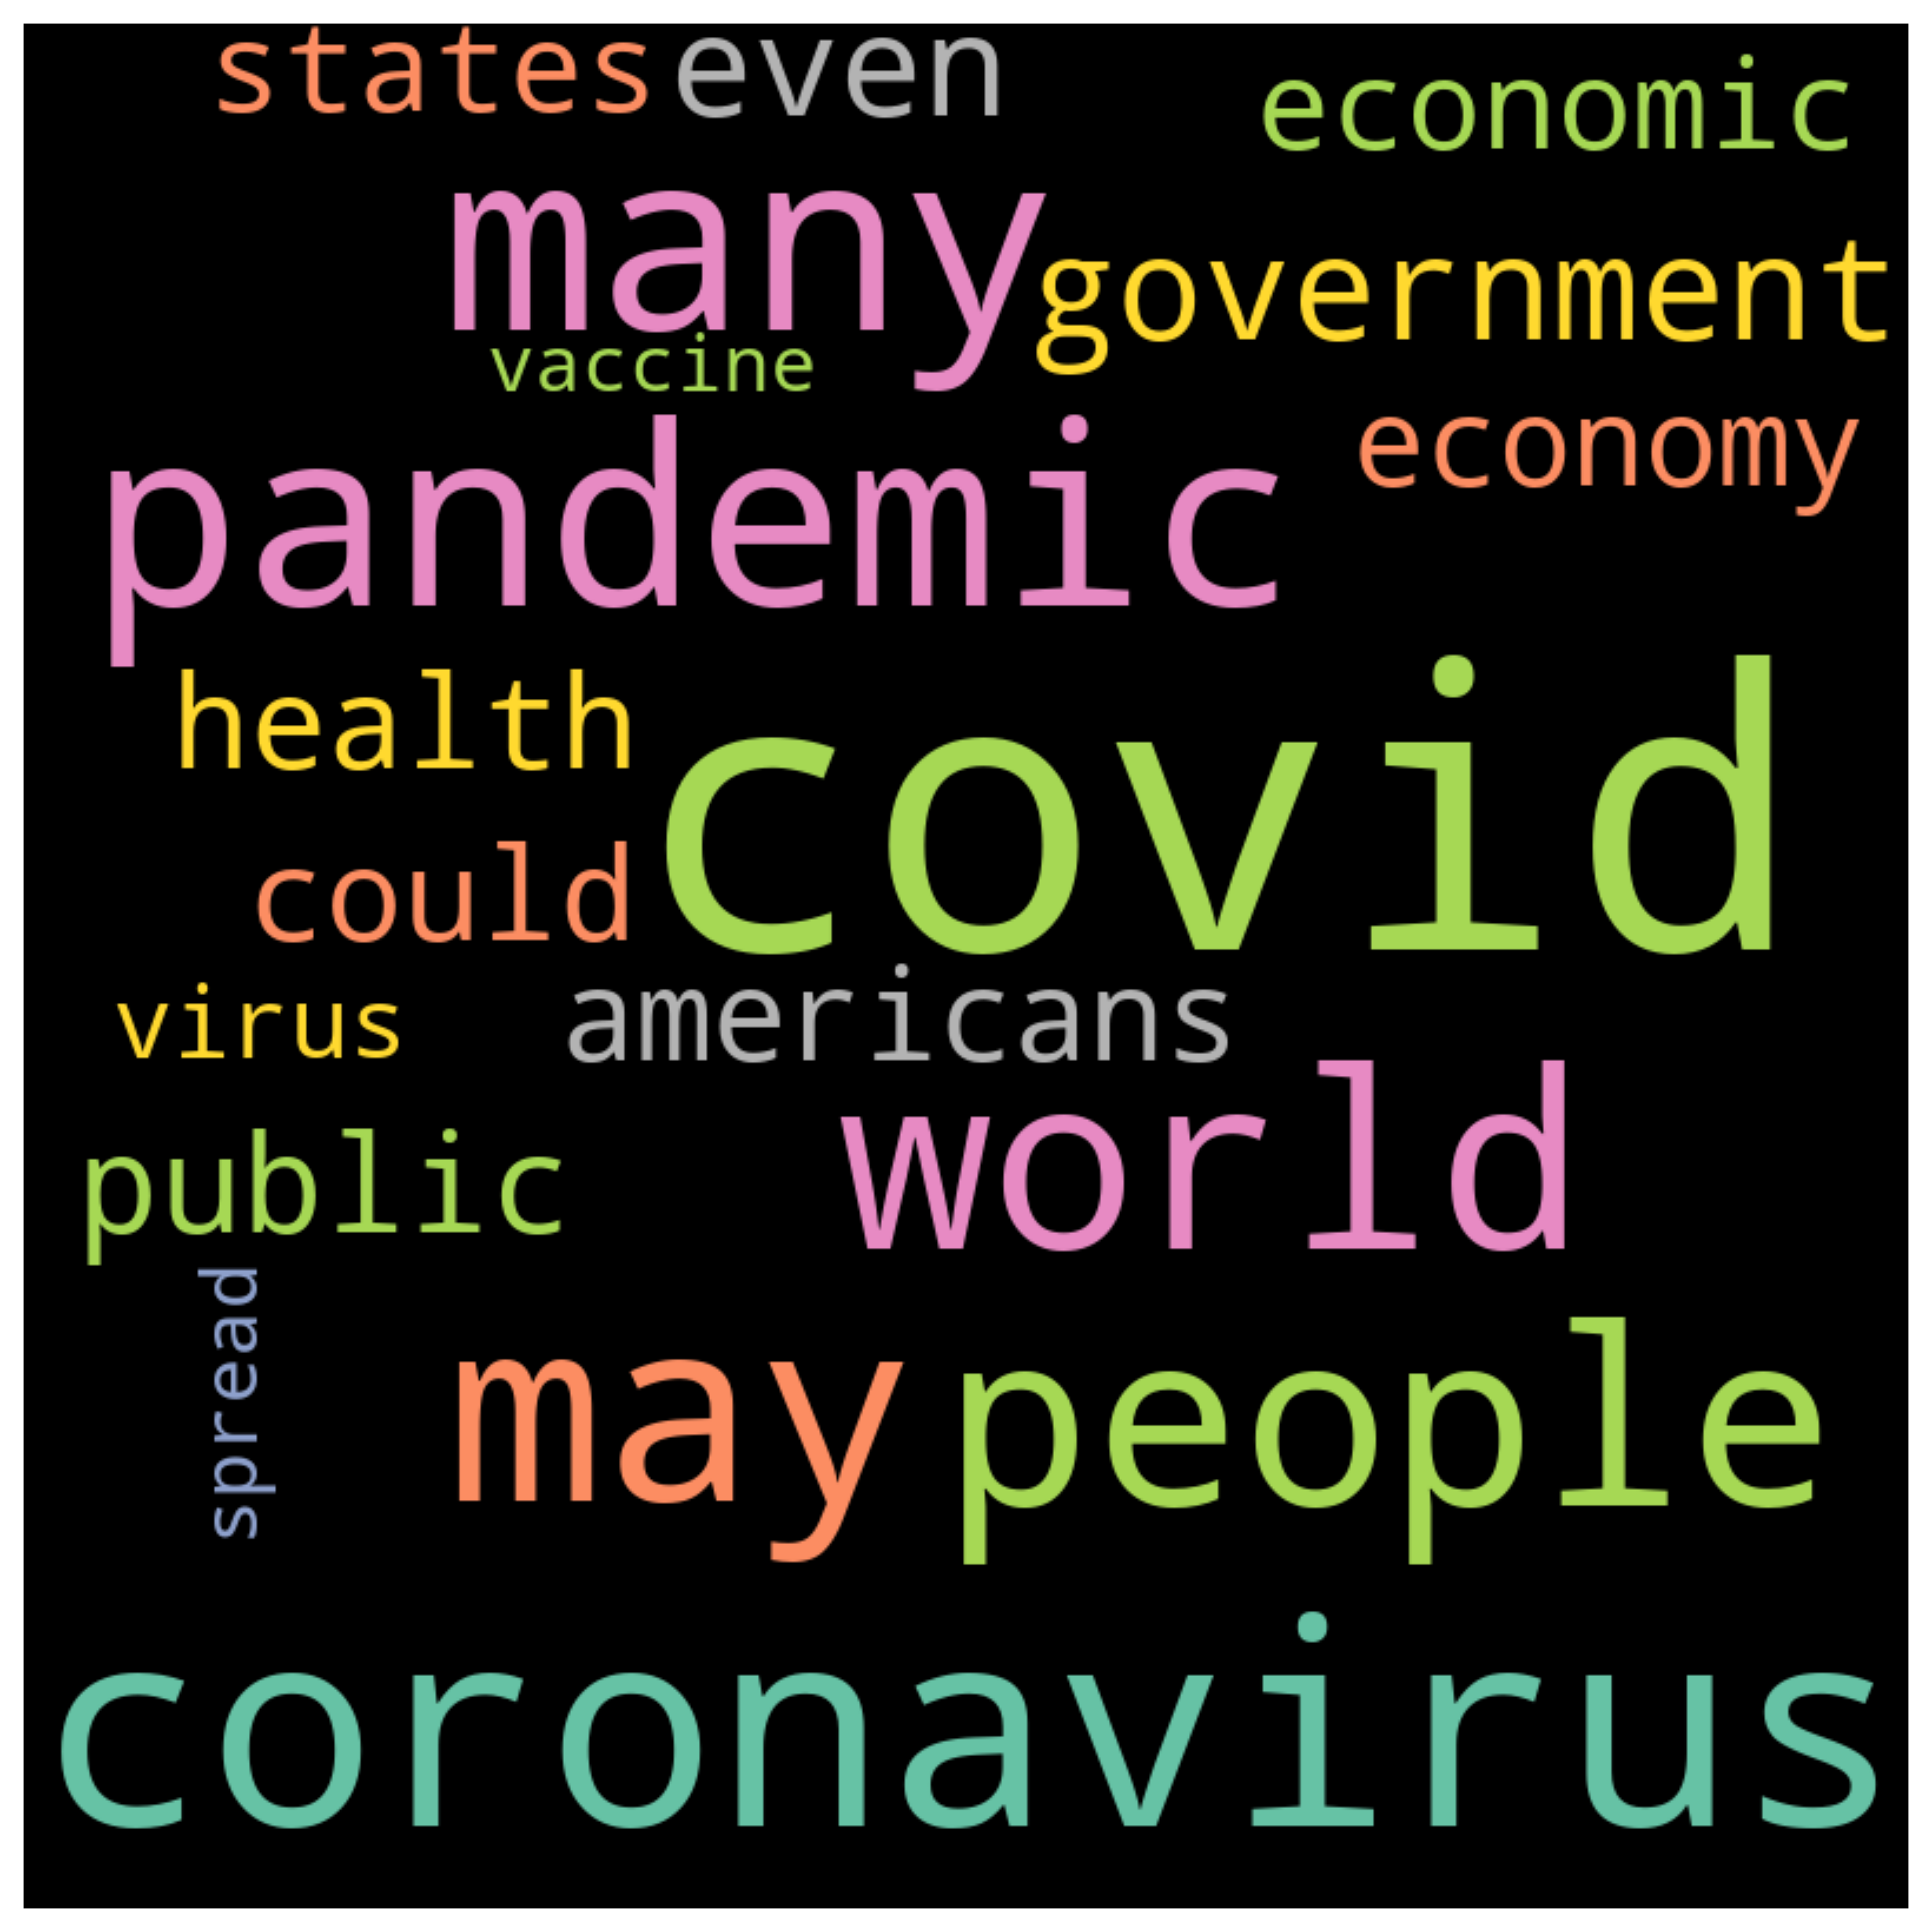 states even
economic
many
government
vaccine
economy
pandemic
health
covid
could
americans
virus
world
public
spread
may people
coronavirus